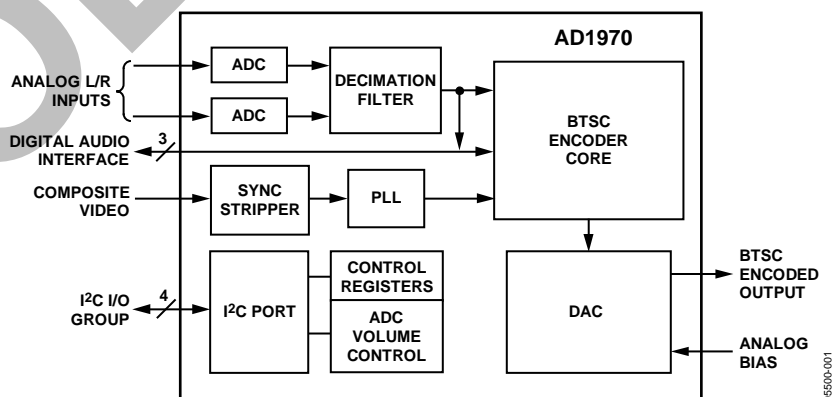 AD1970
ANALOG L/R
INPUTS
ADC
ADC
DECIMATION
FILTER
BTSC
ENCODER
CORE
DIGITAL AUDIO
INTERFACE
3
COMPOSITE
VIDEO
SYNC
STRIPPER
PLL
I2C I/O
GROUP
4
I2C PORT
CONTROL
REGISTERS
ADC
VOLUME
CONTROL
DAC
BTSC
ENCODED
OUTPUT
ANALOG
BIAS